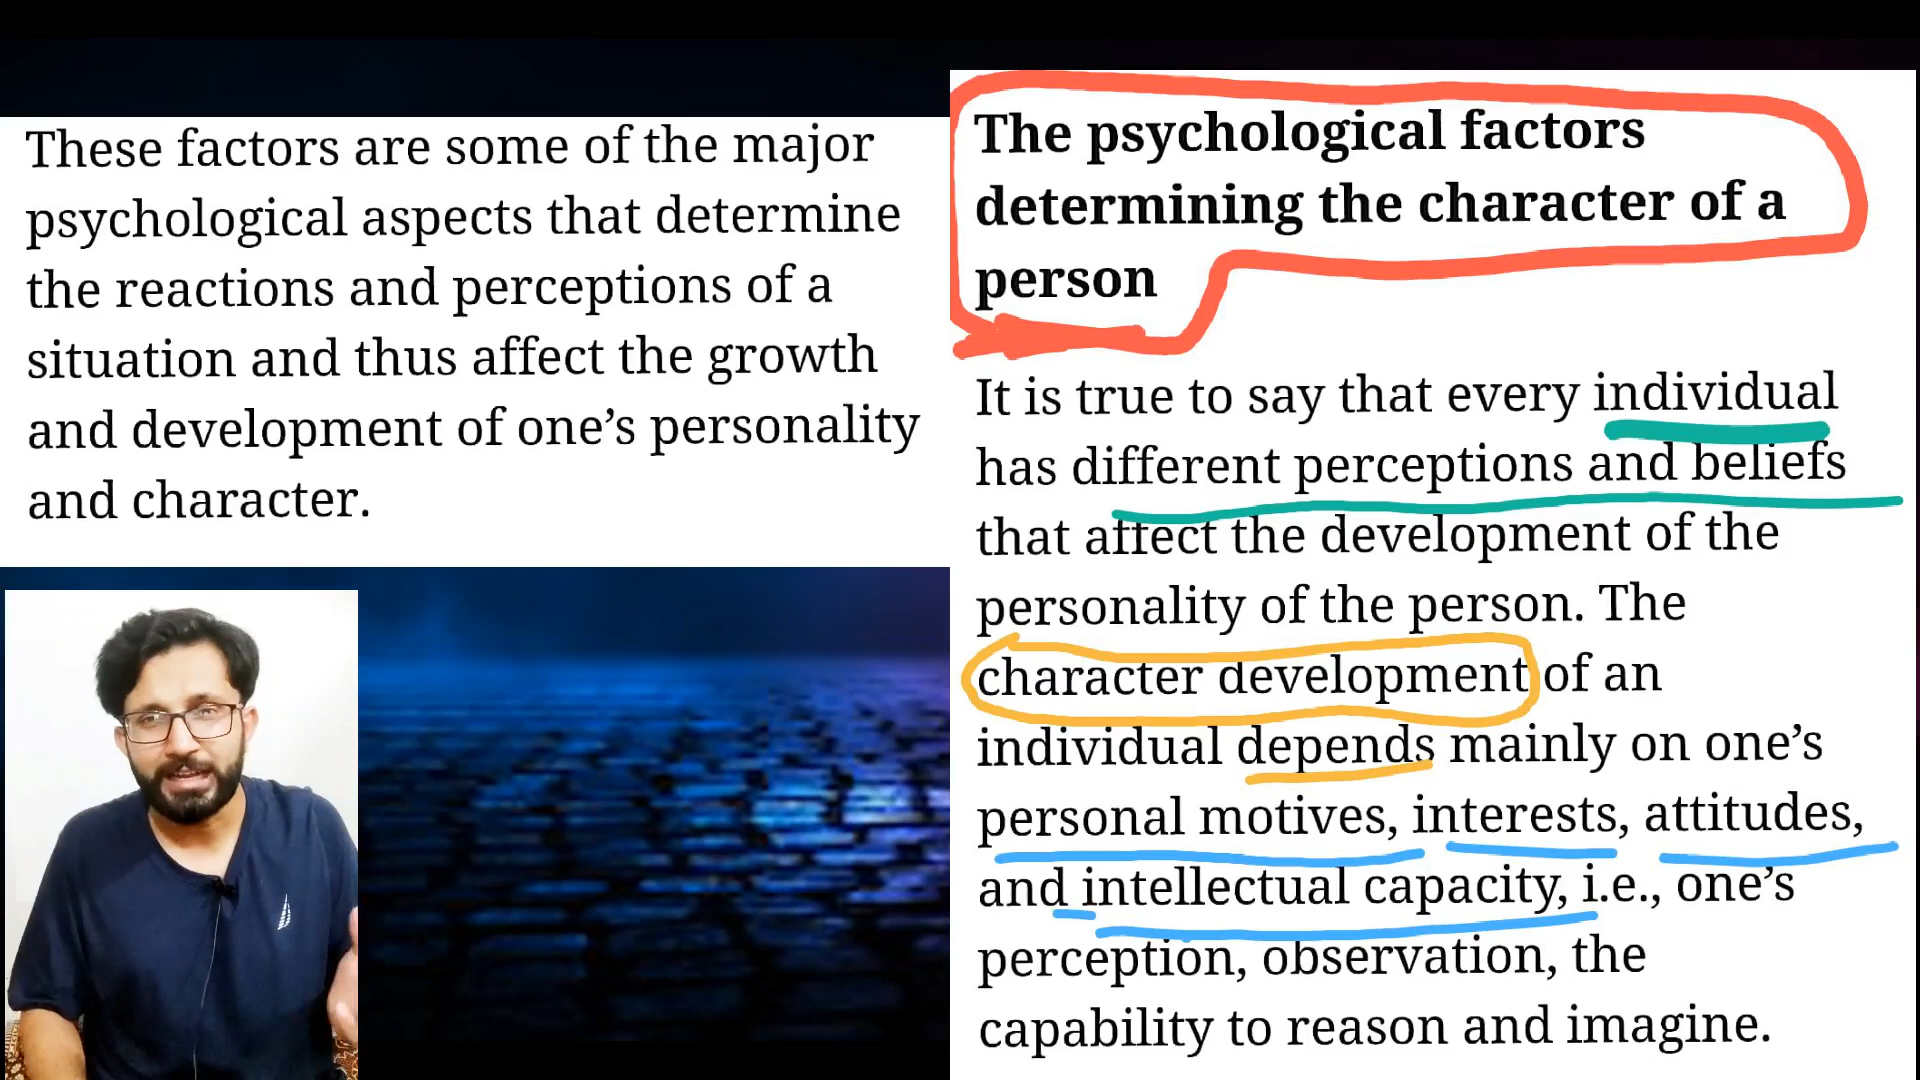 The psychological factors
determining the character of a
person
It is true to say that every individual
has different perceptions and beliefs
that affect the development of the
personality of the person. The
character development of an
individual depends mainly on one’s
personal motives, interests, attitudes,
and intellectual capacity, i.e., one’s
perception, observation, the
capability to reason and imagine.
These factors are some of the major
psychological aspects that determine
the reactions and perceptions of a
situation and thus affect the growth
and development of one’s personality
and character.